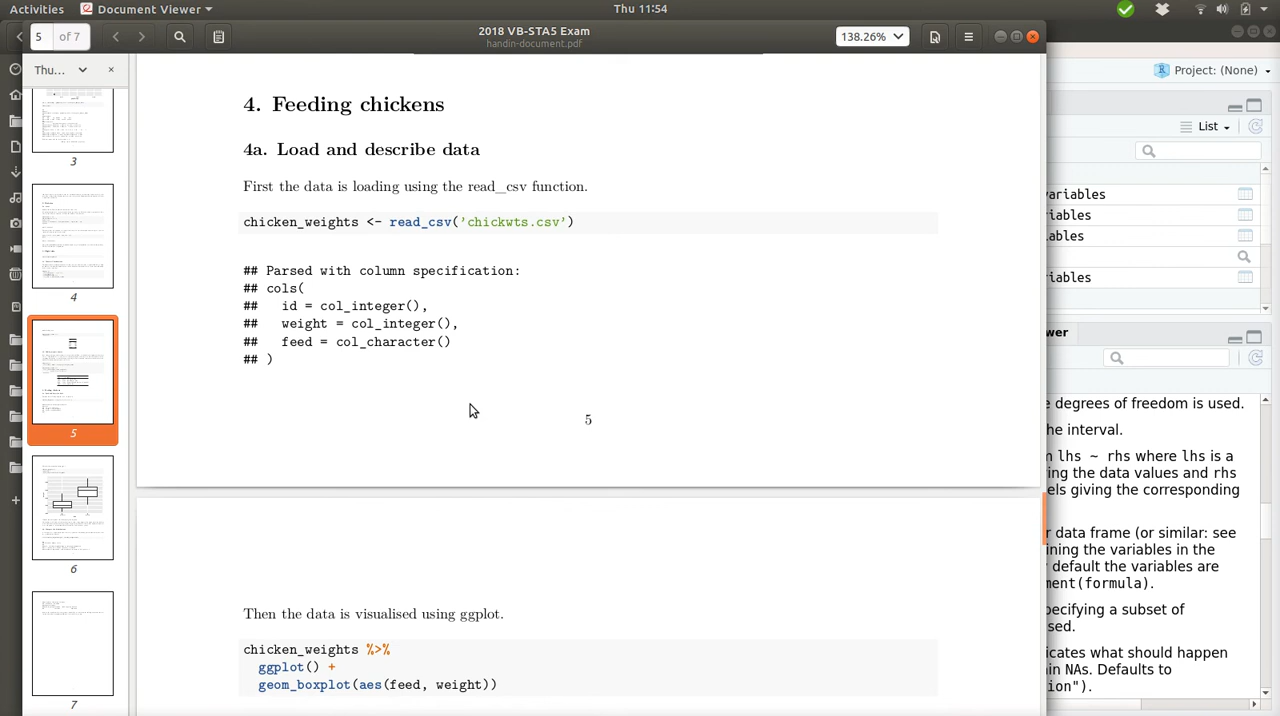 Activities
Document Viewer
Thu 11:54
5 of 7
2018 VB-STA5 Exam
handin-document.pdf
138.26%
Thu...
3
4
5
6
7
4. Feeding chickens
4a. Load and describe data
First the data is loading using the read_csv function.
chicken_weights <- read_csv('chickwts.csv')
## Parsed with column specification:
## cols(
##   id = col_integer(),
##   weight = col_integer(),
##   feed = col_character()
## )
5
Then the data is visualised using ggplot.
chicken_weights %>%
  ggplot() +
  geom_boxplot(aes(feed, weight))
Project: (None)
List
variables
riables
ables
riables
wer
e degrees of freedom is used.
he interval.
m lhs ~ rhs where lhs is a
ing the data values and rhs
els giving the corresponding
r data frame (or similar: see
ining the variables in the
default the variables are
ment(formula).
pecifying a subset of
sed.
icates what should happen
in NAs. Defaults to
ion").